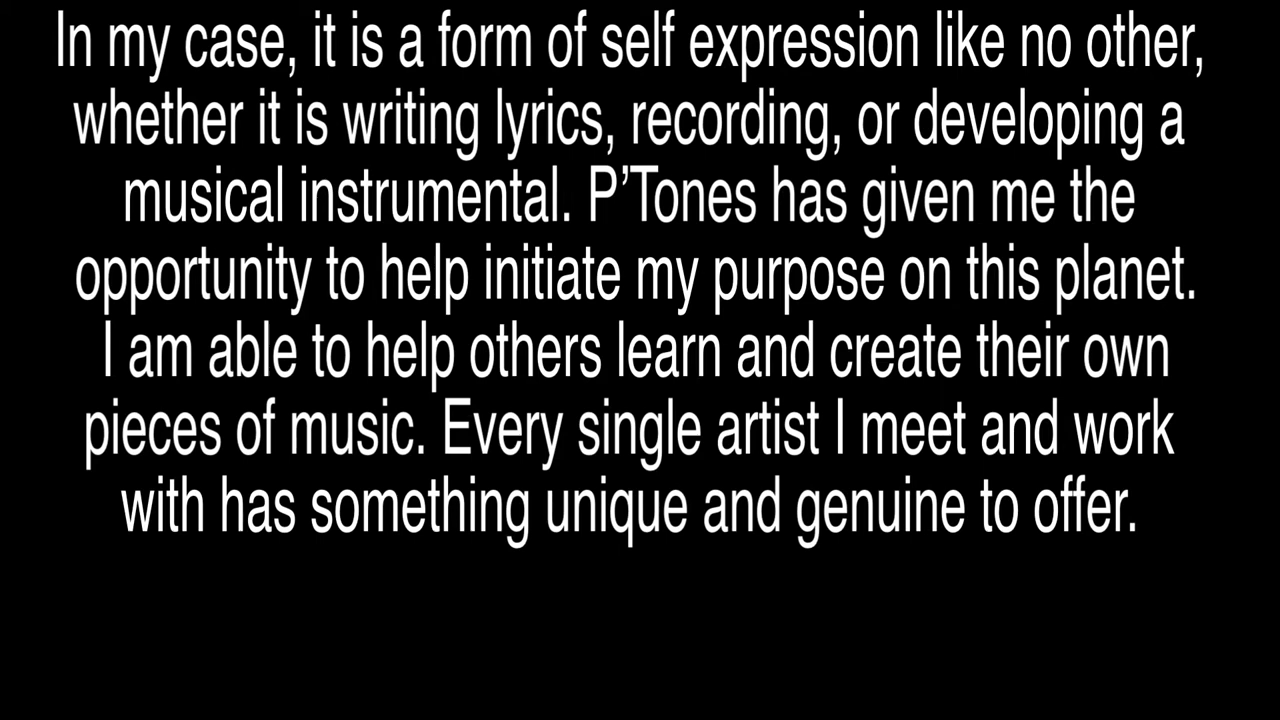 In my case, it is a form of self expression like no other,
whether it is writing lyrics, recording, or developing a
musical instrumental. P’Tones has given me the
opportunity to help initiate my purpose on this planet.
I am able to help others learn and create their own
pieces of music. Every single artist I meet and work
with has something unique and genuine to offer.